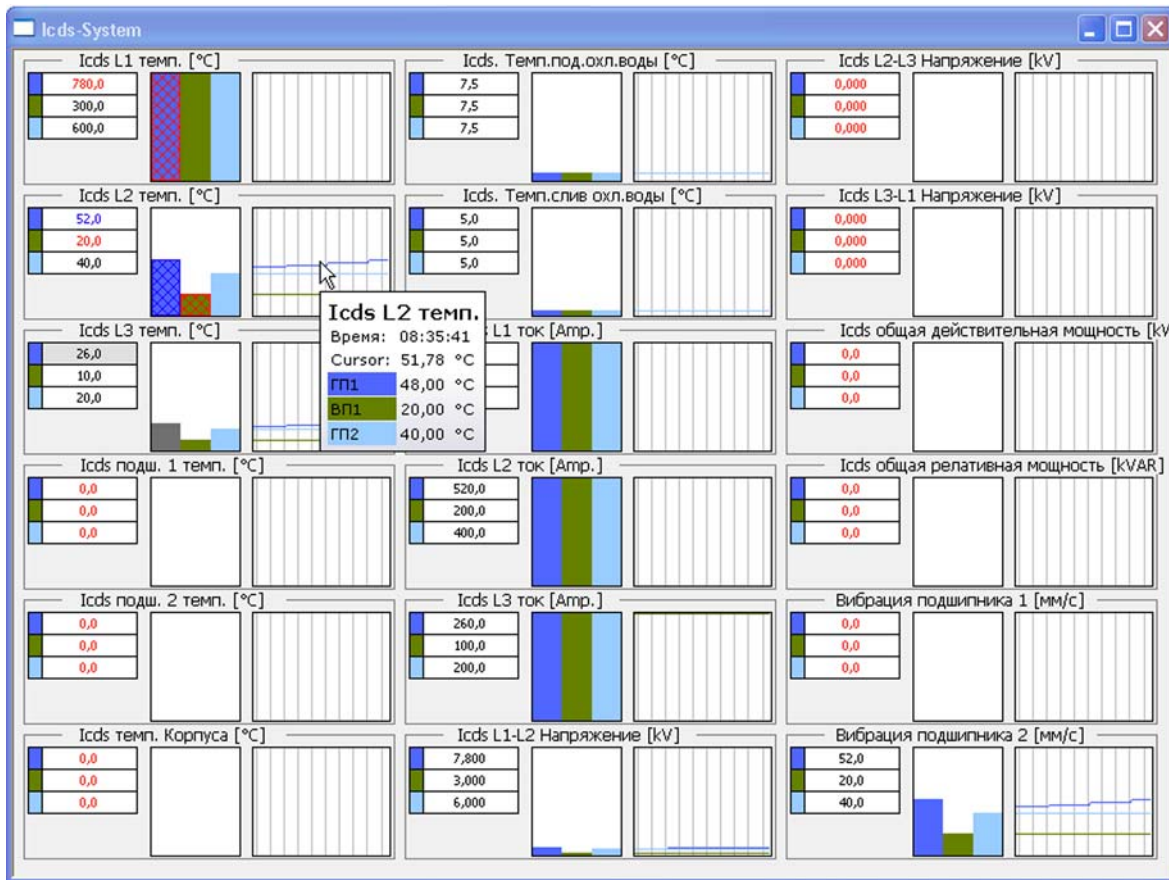 Icds-System
Icds L1 темп. [°C]
780,0
300,0
600,0
Icds L2 темп. [°C]
52,0
20,0
40,0
Icds L3 темп. [°C]
26,0
10,0
20,0
Icds подш. 1 темп. [°C]
0,0
0,0
0,0
Icds подш. 2 темп. [°C]
0,0
0,0
0,0
Icds темп. Корпуса [°C]
0,0
0,0
0,0
Icds. Темп.под.охл.воды [°C]
7,5
7,5
7,5
Icds. Темп.слив охл.воды [°C]
5,0
5,0
5,0
L1 ток [Amp.]
Icds L2 ток [Amp.]
520,0
200,0
400,0
Icds L3 ток [Amp.]
260,0
100,0
200,0
Icds L1-L2 Напряжение [kV]
7,800
3,000
6,000
Icds L2-L3 Напряжение [kV]
0,000
0,000
0,000
Icds L3-L1 Напряжение [kV]
0,000
0,000
0,000
Icds общая действительная мощность
0,0
0,0
0,0
Icds общая релативная мощность [kVAR]
0,0
0,0
0,0
Вибрация подшипника 1 [мм/с]
0,0
0,0
0,0
Вибрация подшипника 2 [мм/с]
52,0
20,0
40,0
Icds L2 темп.
Время: 08:35:41
Cursor: 51,78 °C
ГП1 48,00 °C
ВП1 20,00 °C
ГП2 40,00 °C